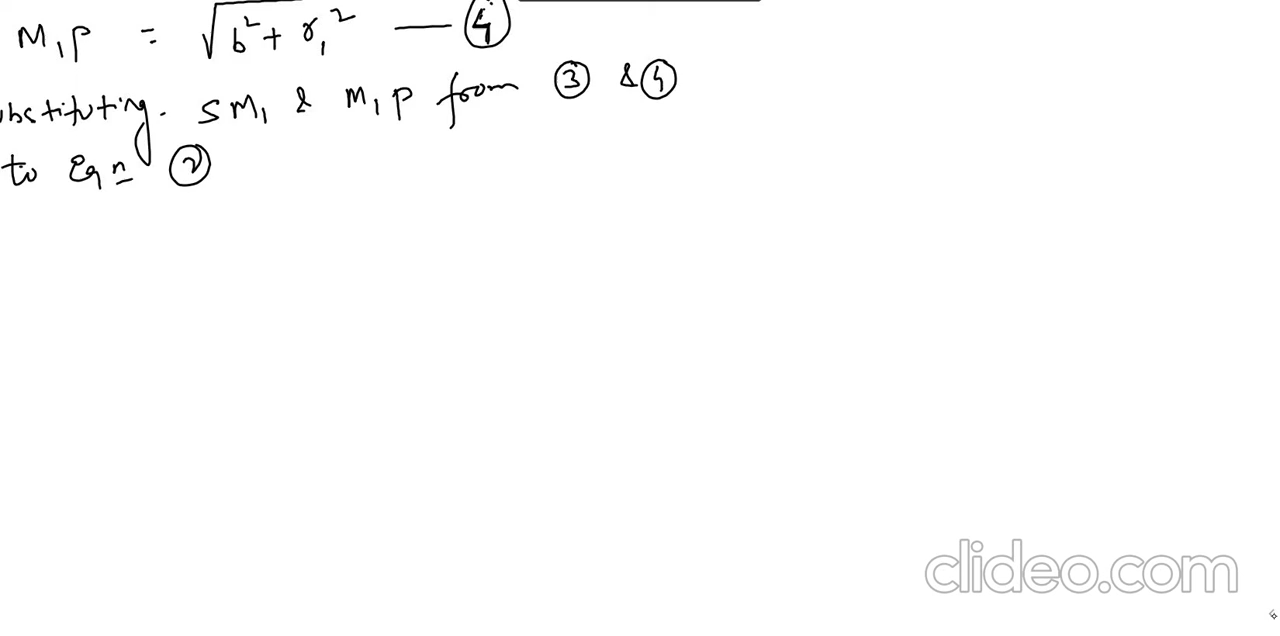 M₁P = √b² + r₁² — ④
ubstituting. SM₁ & M₁P from ③ & ④
to Eqn ②
clideo.com